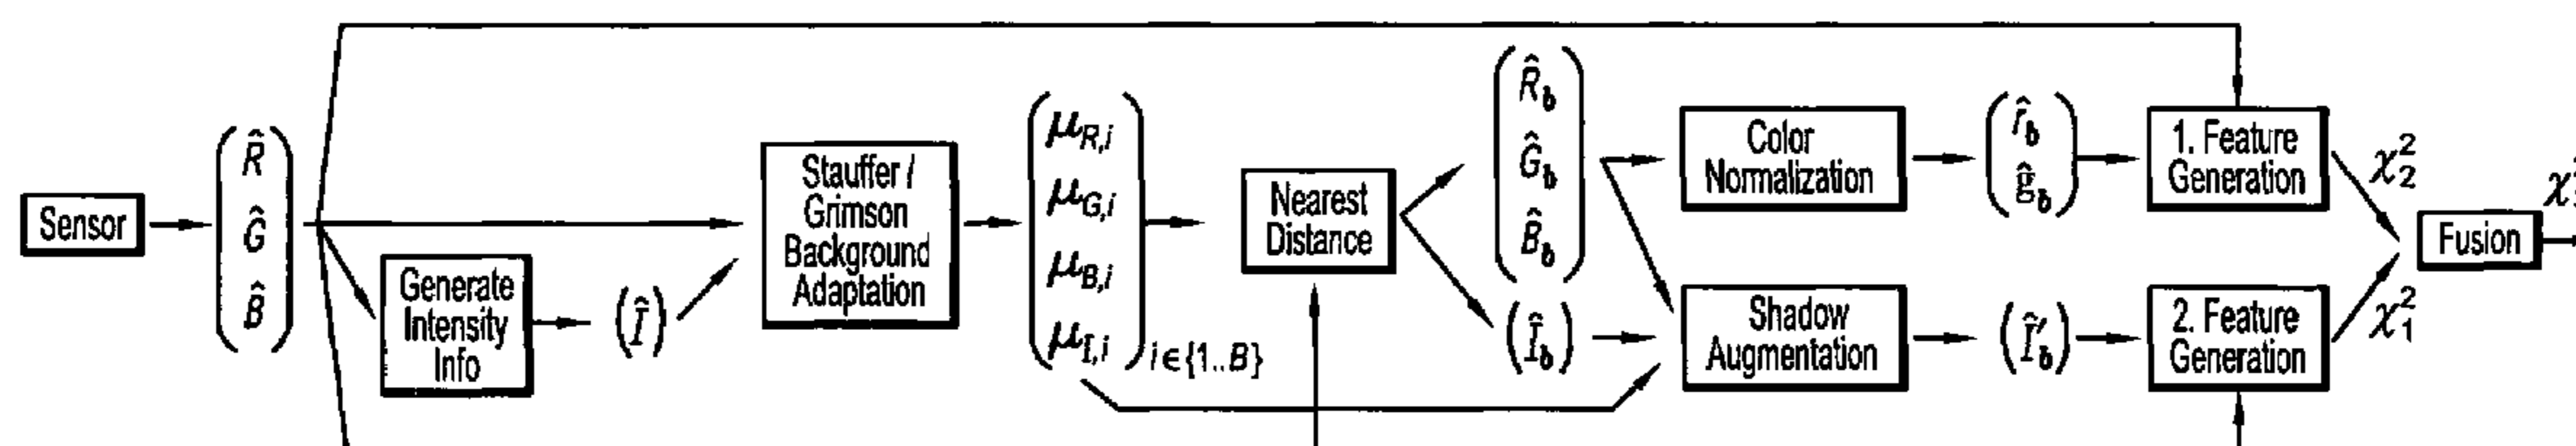 Sensor
R̂
Ĝ
B̂
Generate
Intensity
Info
(Î)
Stauffer /
Grimson
Background
Adaptation
μR,i
μG,i
μB,i
μI,i
i∈{1..B}
Nearest
Distance
R̂b
Ĝb
B̂b
(Îb)
Color
Normalization
Shadow
Augmentation
r̂b
ĝb
(Î′b)
1. Feature
Generation
2. Feature
Generation
χ²₂
χ²₁
Fusion